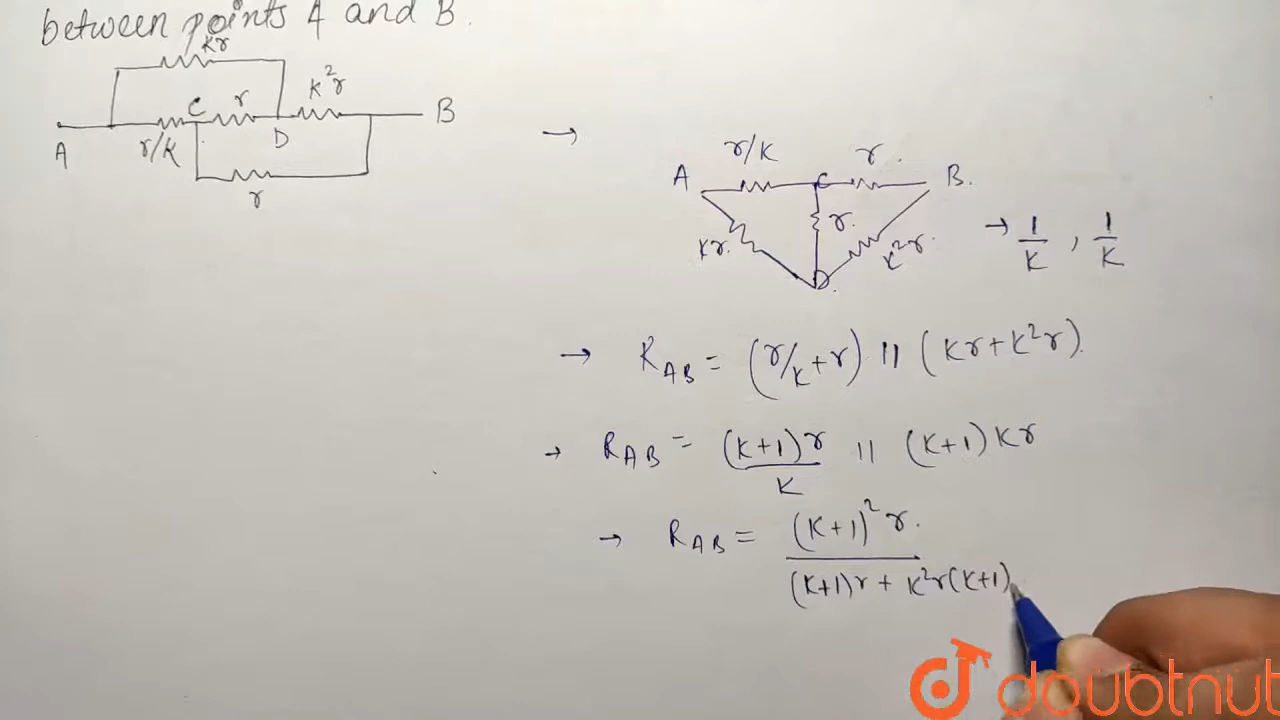 between points A and B.
kr
C r k²r
A r/k D B
r
→
r/k r.
A C B.
kr. r. k²r. → 1/k , 1/k
D.
→ R_AB = (r/k + r) || (kr + k²r).
→ R_AB = (k+1)r/k || (k+1)kr
→ R_AB = (k+1)² r.
(k+1)r + k²r(k+1)
doubtnut